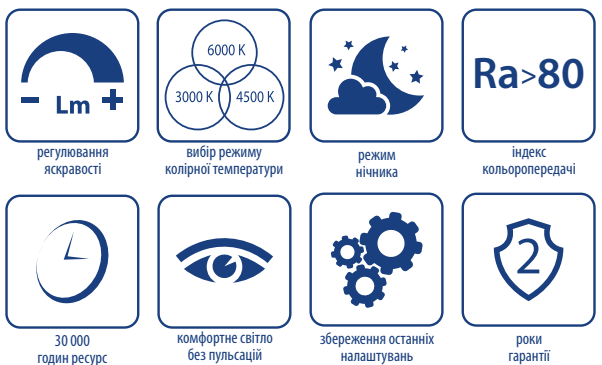 - Lm +
6000 K
3000 K
4500 K
Ra>80
регулювання
яскравості
вибір режиму
колірної температури
режим
нічника
індекс
кольоропередачі
2
30 000
годин ресурс
комфортне світло
без пульсацій
збереження останніх
налаштувань
роки
гарантії